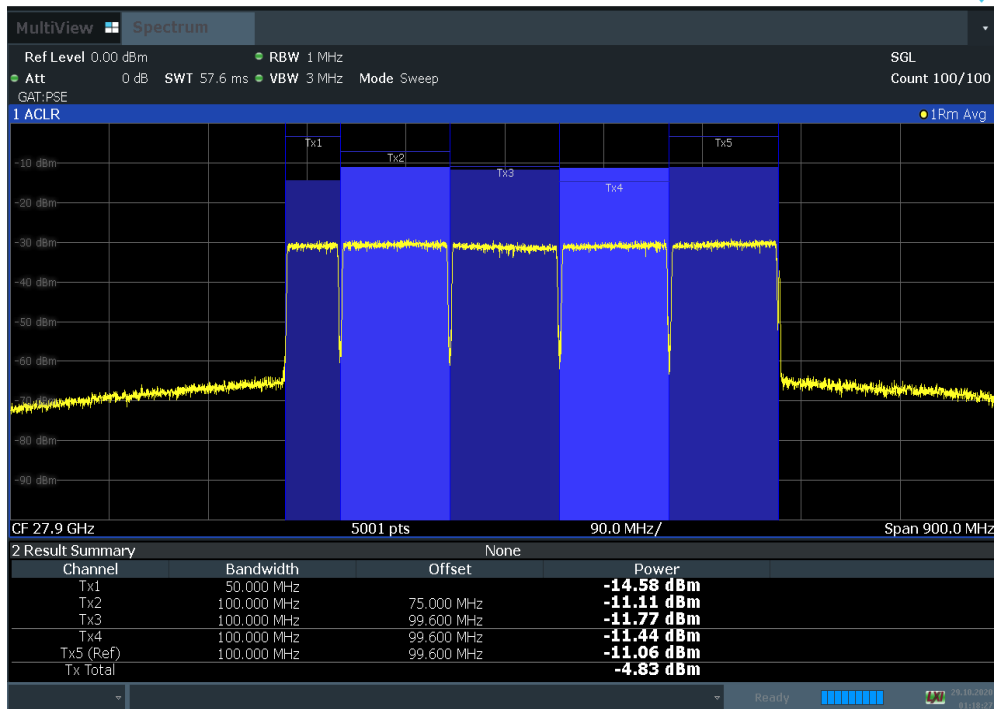 MultiView Spectrum
Ref Level 0.00 dBm RBW 1 MHz SGL
Att 0 dB SWT 57.6 ms VBW 3 MHz Mode Sweep Count 100/100
GAT:PSE
1 ACLR 1Rm Avg
Tx1 Tx5
Tx2
-10 dBm
Tx3
Tx4
-20 dBm
-30 dBm
-40 dBm
-50 dBm
-60 dBm
-70 dBm
-80 dBm
-90 dBm
CF 27.9 GHz 5001 pts 90.0 MHz/ Span 900.0 MHz
2 Result Summary None
Channel Bandwidth Offset Power
Tx1 50.000 MHz -14.58 dBm
Tx2 100.000 MHz 75.000 MHz -11.11 dBm
Tx3 100.000 MHz 99.600 MHz -11.77 dBm
Tx4 100.000 MHz 99.600 MHz -11.44 dBm
Tx5 (Ref) 100.000 MHz 99.600 MHz -11.06 dBm
Tx Total -4.83 dBm
Ready LXI 29.10.2020
01:18:27